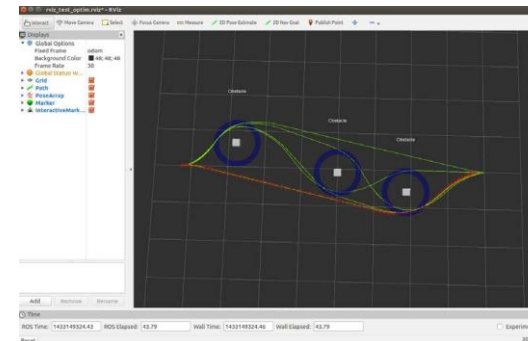 rviz_test_optim.rviz* - RViz
Interact Move Camera Select Focus Camera Measure 2D Pose Estimate 2D Nav Goal Publish Point
Displays
Global Options
Fixed Frame odom
Background Color 48; 48; 48
Frame Rate 30
Global Status: W...
Grid
Path
PoseArray
Marker
InteractiveMark...
Obstacle
Obstacle
Obstacle
Add Remove Rename
Time
ROS Time: 1433149324.43 ROS Elapsed: 43.79 Wall Time: 1433149324.46 Wall Elapsed: 43.79 Experime
Reset 30